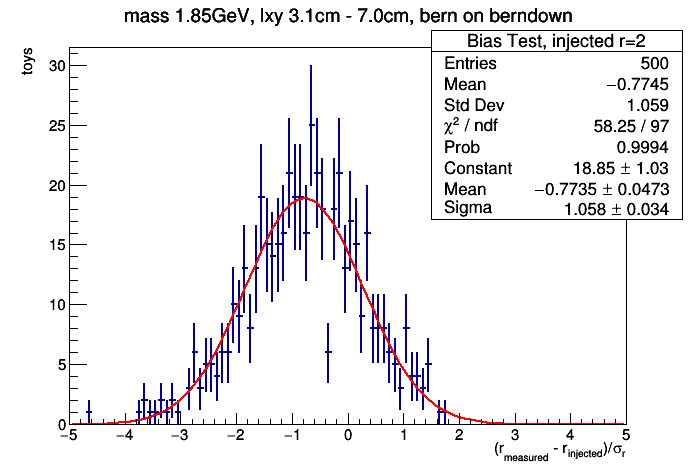 mass 1.85GeV, lxy 3.1cm - 7.0cm, bern on berndown
toys
Bias Test, injected r=2
Entries 500
Mean −0.7745
Std Dev 1.059
χ² / ndf 58.25 / 97
Prob 0.9994
Constant 18.85 ± 1.03
Mean −0.7735 ± 0.0473
Sigma 1.058 ± 0.034
30
25
20
15
10
5
0
−5 −4 −3 −2 −1 0 1 2 3 4 5
(r_measured - r_injected)/σ_r